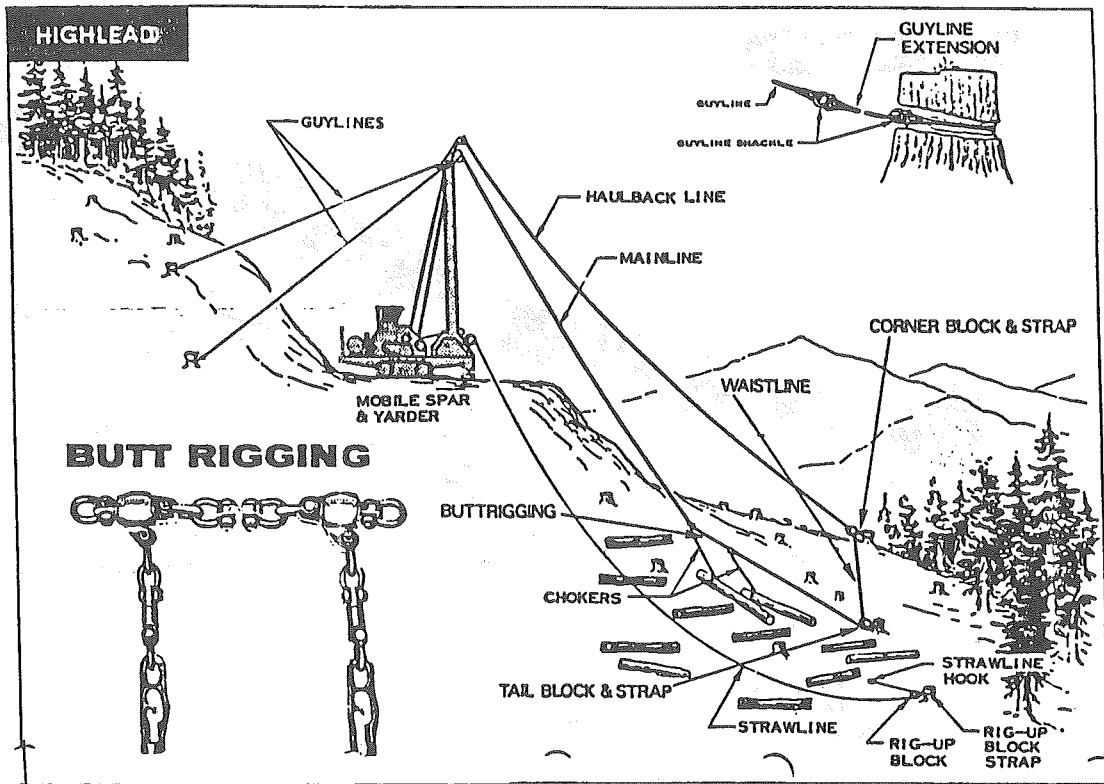 HIGHLEAD
GUYLINE
EXTENSION
GUYLINE
GUYLINE SHACKLE
GUYLINES
HAULBACK LINE
MAINLINE
CORNER BLOCK & STRAP
WAISTLINE
MOBILE SPAR
& YARDER
BUTT RIGGING
BUTTRIGGING
CHOKERS
TAIL BLOCK & STRAP
STRAWLINE
HOOK
STRAWLINE
RIG-UP
BLOCK
RIG-UP
BLOCK
STRAP